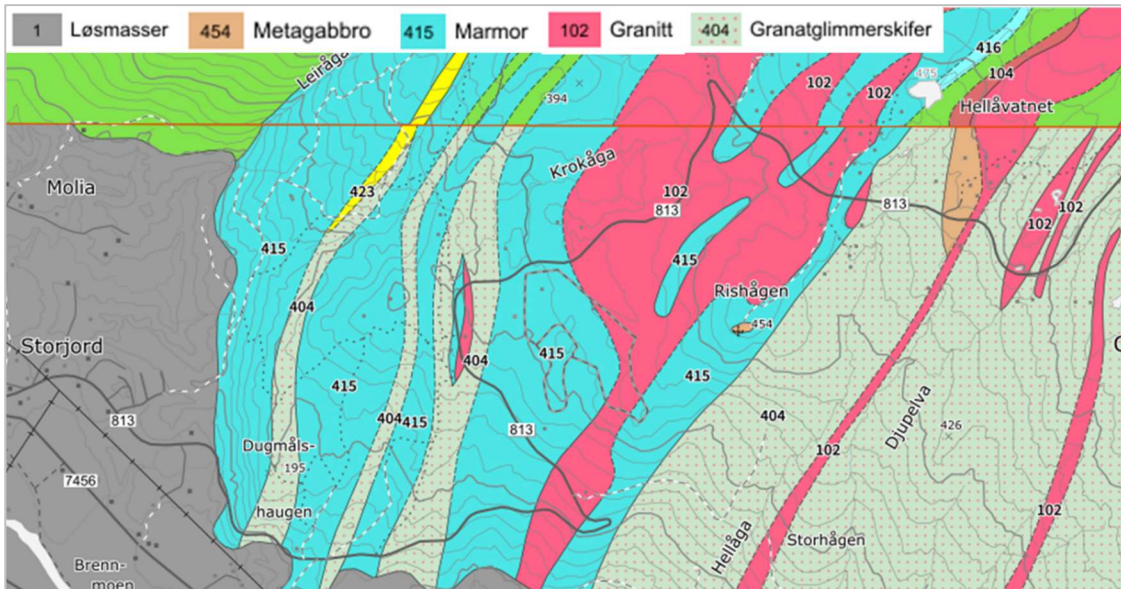 1 Løsmasser 454 Metagabbro 415 Marmor 102 Granitt 404 Granatglimmerskifer
Leiråga
416
475
102
102
104
394
Hellåvatnet
Krokåga
Molia
423
102
813
813
102
102
415
415
404
Rishågen
454
Storjord
404
415
415
415
404
404
415
813
813
Djupelva
426
Dugmåls-
195
102
7456
haugen
102
Hellåga
Storhågen
Brenn-
moen